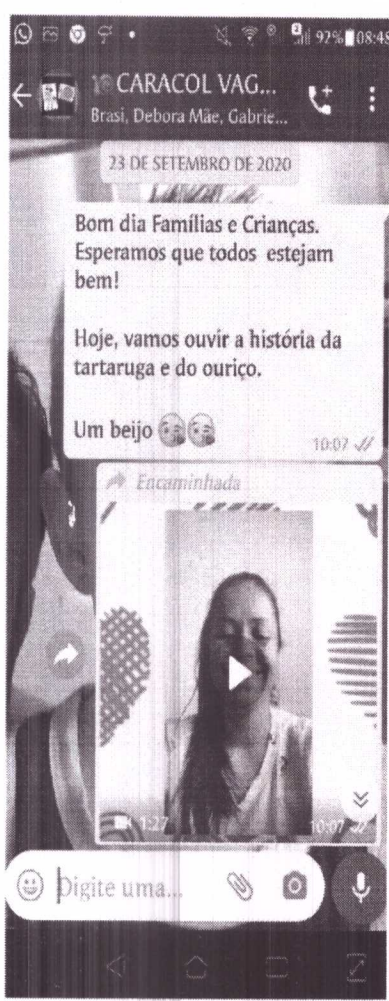 92% 08:48
CARACOL VAG...
Brasi, Debora Mãe, Gabrie...
23 DE SETEMBRO DE 2020
Bom dia Famílias e Crianças.
Esperamos que todos estejam
bem!
Hoje, vamos ouvir a história da
tartaruga e do ouriço.
Um beijo
10:07
Encaminhada
1:27
10:07
Digite uma...